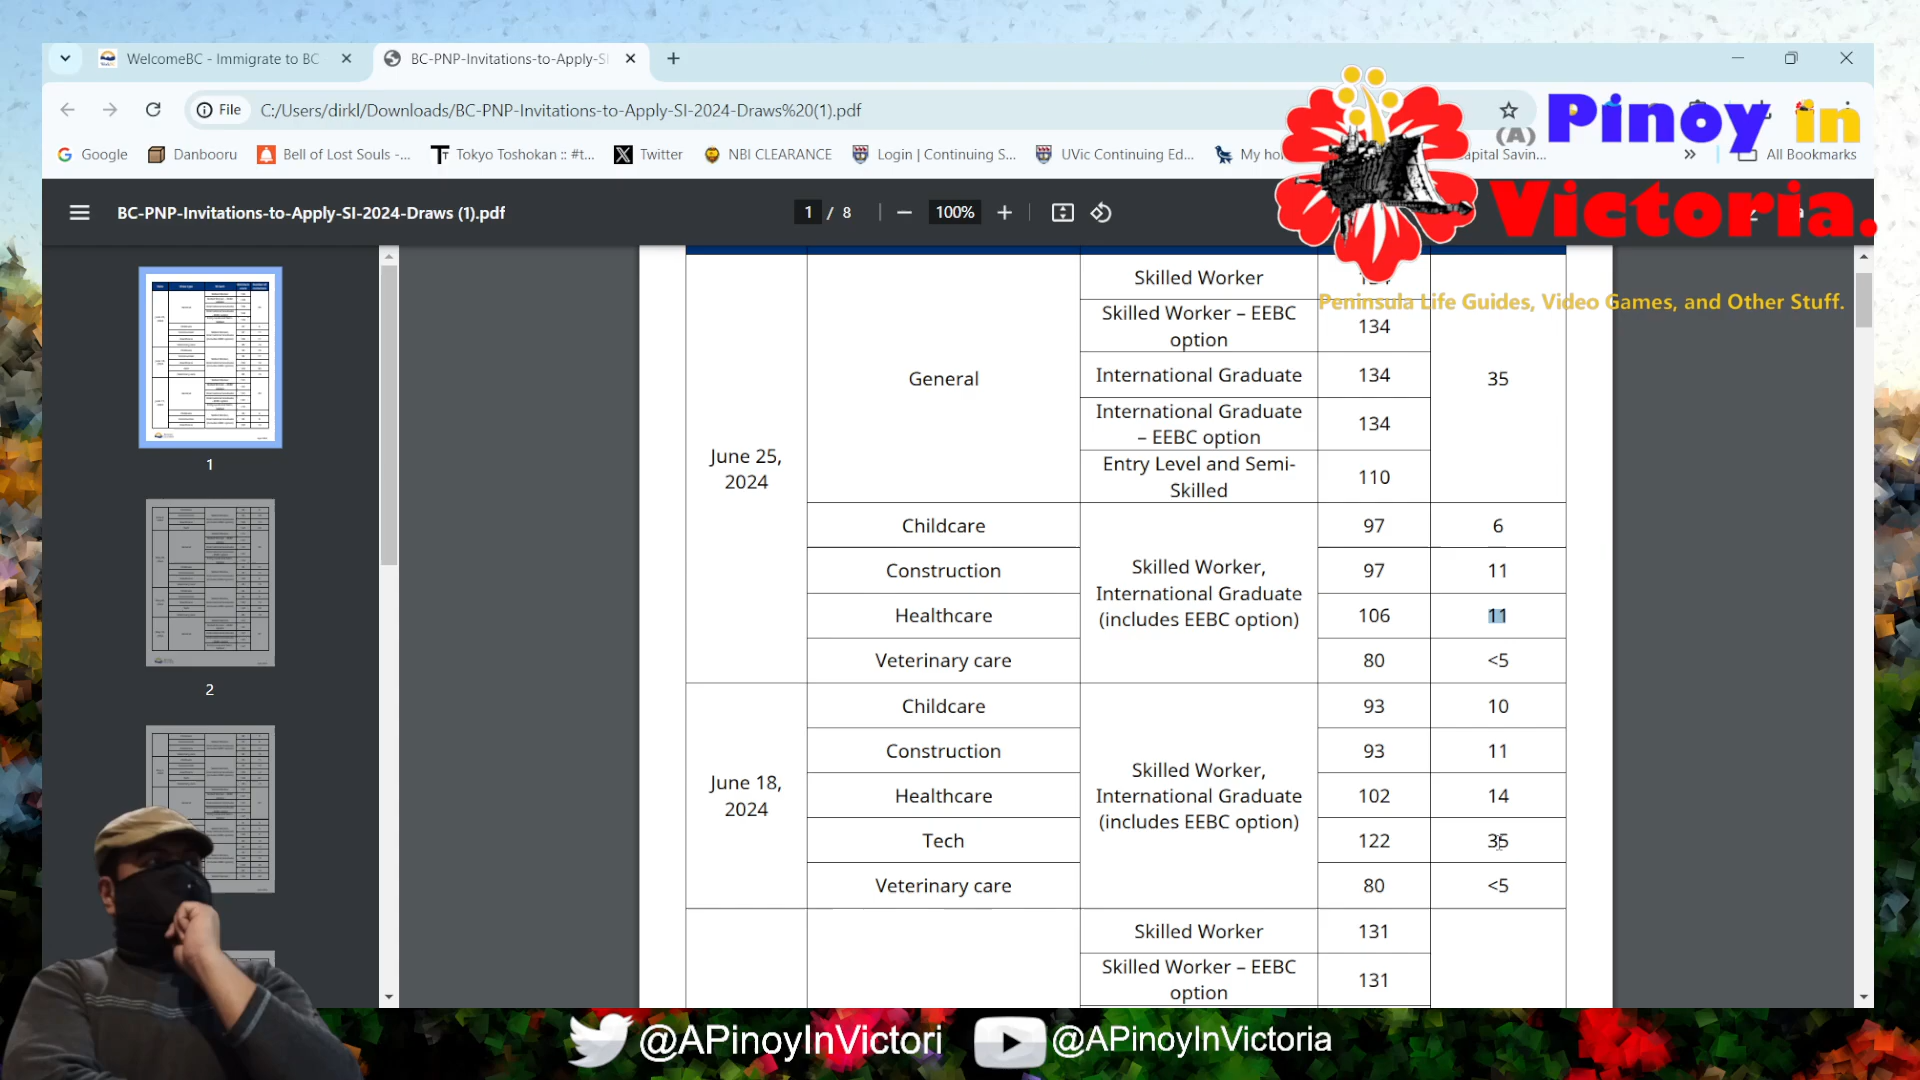 WelcomeBC - Immigrate to BC
BC-PNP-Invitations-to-Apply-SI
File
C:/Users/dirkl/Downloads/BC-PNP-Invitations-to-Apply-SI-2024-Draws%20(1).pdf
Google
Danbooru
Bell of Lost Souls -...
Tokyo Toshokan :: #t...
Twitter
NBI CLEARANCE
Login | Continuing S...
UVic Continuing Ed...
My ho
apital Savin...
All Bookmarks
(A) Pinoy in
Victoria.
Peninsula Life Guides, Video Games, and Other Stuff.
BC-PNP-Invitations-to-Apply-SI-2024-Draws (1).pdf
1 / 8
100%
1
2
June 25,
2024
General
Skilled Worker
Skilled Worker – EEBC
option
134
International Graduate
134
35
International Graduate
– EEBC option
134
Entry Level and Semi-
Skilled
110
Childcare
97
6
Construction
Skilled Worker,
International Graduate
(includes EEBC option)
97
11
Healthcare
106
11
Veterinary care
80
<5
June 18,
2024
Childcare
93
10
Construction
Skilled Worker,
International Graduate
(includes EEBC option)
93
11
Healthcare
102
14
Tech
122
35
Veterinary care
80
<5
Skilled Worker
131
Skilled Worker – EEBC
option
131
@APinoyInVictori
@APinoyInVictoria